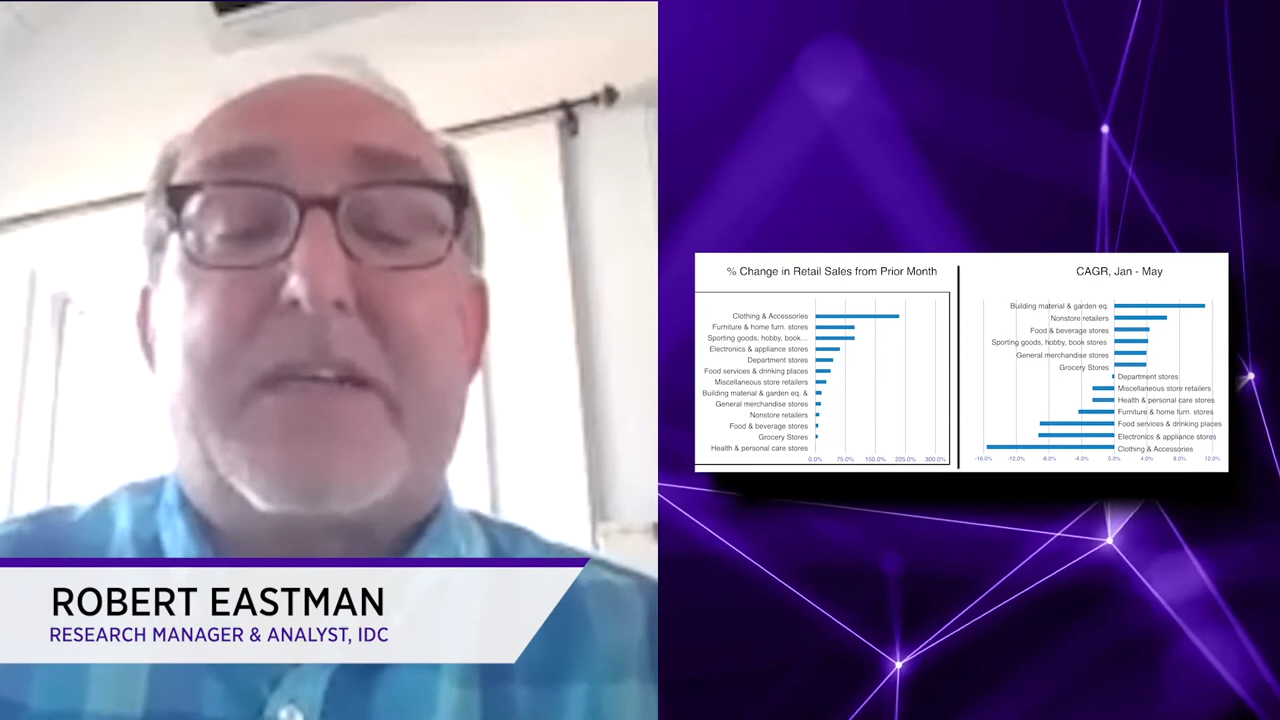 ROBERT EASTMAN
RESEARCH MANAGER & ANALYST, IDC
% Change in Retail Sales from Prior Month
Clothing & Accessories
Furniture & home furn. stores
Sporting goods, hobby, book...
Electronics & appliance stores
Department stores
Food services & drinking places
Miscellaneous store retailers
Building material & garden eq. &
General merchandise stores
Nonstore retailers
Food & beverage stores
Grocery Stores
Health & personal care stores
0.0% 75.0% 150.0% 225.0% 300.0%
CAGR, Jan - May
Building material & garden eq.
Nonstore retailers
Food & beverage stores
Sporting goods, hobby, book stores
General merchandise stores
Grocery Stores
Department stores
Miscellaneous store retailers
Health & personal care stores
Furniture & home furn. stores
Food services & drinking places
Electronics & appliance stores
Clothing & Accessories
-16.0% -12.0% -8.0% -4.0% 0.0% 4.0% 8.0% 12.0%